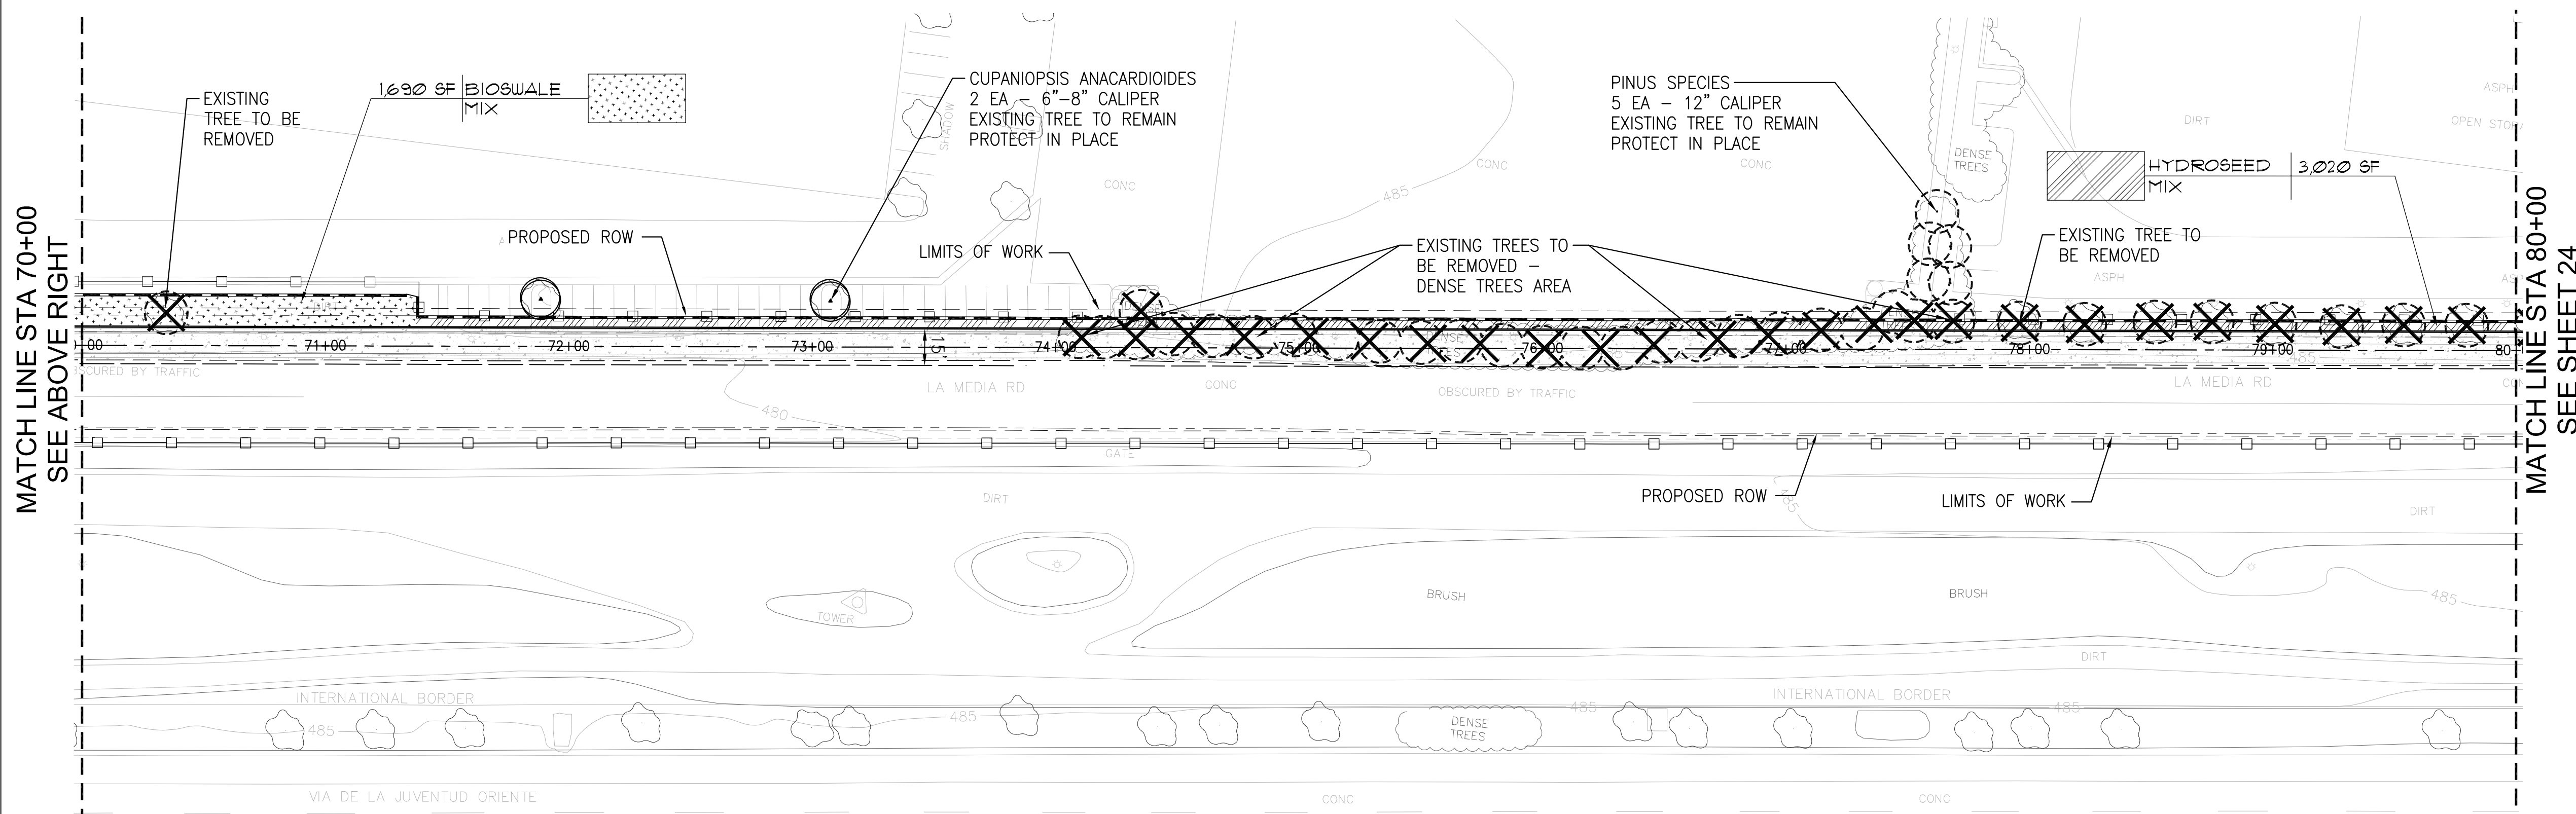 MATCH LINE STA 70+00
SEE ABOVE RIGHT
EXISTING
TREE TO BE
REMOVED
1,690 SF BIOSWALE
MIX
CUPANIOPSIS ANACARDIOIDES
2 EA – 6”–8” CALIPER
EXISTING TREE TO REMAIN
PROTECT IN PLACE
SHADOW
CONC
485
CONC
PINUS SPECIES
5 EA – 12” CALIPER
EXISTING TREE TO REMAIN
PROTECT IN PLACE
CONC
DENSE
TREES
DIRT
ASPH
OPEN
HYDROSEED 3,020 SF
MIX
PROPOSED ROW
LIMITS OF WORK
EXISTING TREES TO
BE REMOVED –
DENSE TREES AREA
EXISTING TREE TO
BE REMOVED
ASPH
MATCH LINE STA 80+00
SEE SHEET 24
00
71+00
72+00
73+00
15'
74+00
75+00
76+00
77+00
78+00
79+00
80
485
BY TRAFFIC
LA MEDIA RD
CONC
OBSCURED BY TRAFFIC
LA MEDIA RD
480
GATE
DIRT
PROPOSED ROW
485
LIMITS OF WORK
DIRT
TOWER
BRUSH
BRUSH
485
DIRT
INTERNATIONAL BORDER
INTERNATIONAL BORDER
485
485
DENSE
TREES
485
485
VIA DE LA JUVENTUD ORIENTE
CONC
CONC